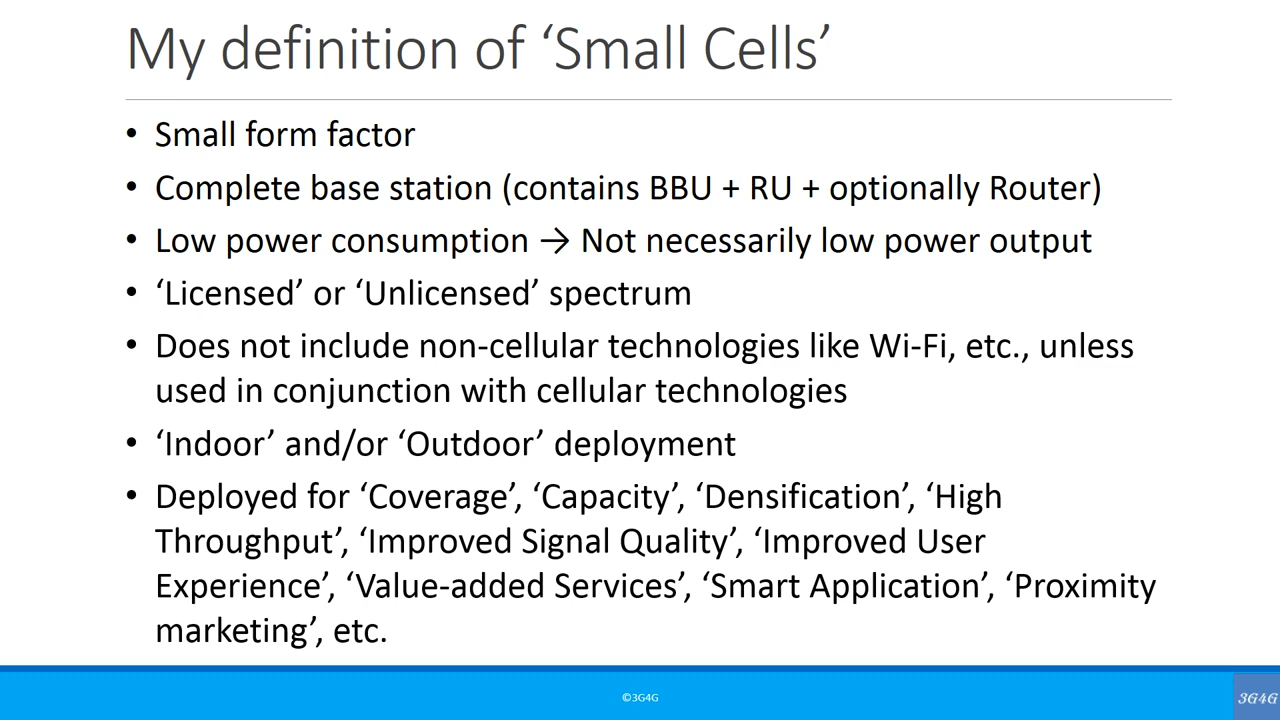 My definition of ‘Small Cells’
• Small form factor
• Complete base station (contains BBU + RU + optionally Router)
• Low power consumption → Not necessarily low power output
• ‘Licensed’ or ‘Unlicensed’ spectrum
• Does not include non-cellular technologies like Wi-Fi, etc., unless
used in conjunction with cellular technologies
• ‘Indoor’ and/or ‘Outdoor’ deployment
• Deployed for ‘Coverage’, ‘Capacity’, ‘Densification’, ‘High
Throughput’, ‘Improved Signal Quality’, ‘Improved User
Experience’, ‘Value-added Services’, ‘Smart Application’, ‘Proximity
marketing’, etc.
©3G4G
3G4G